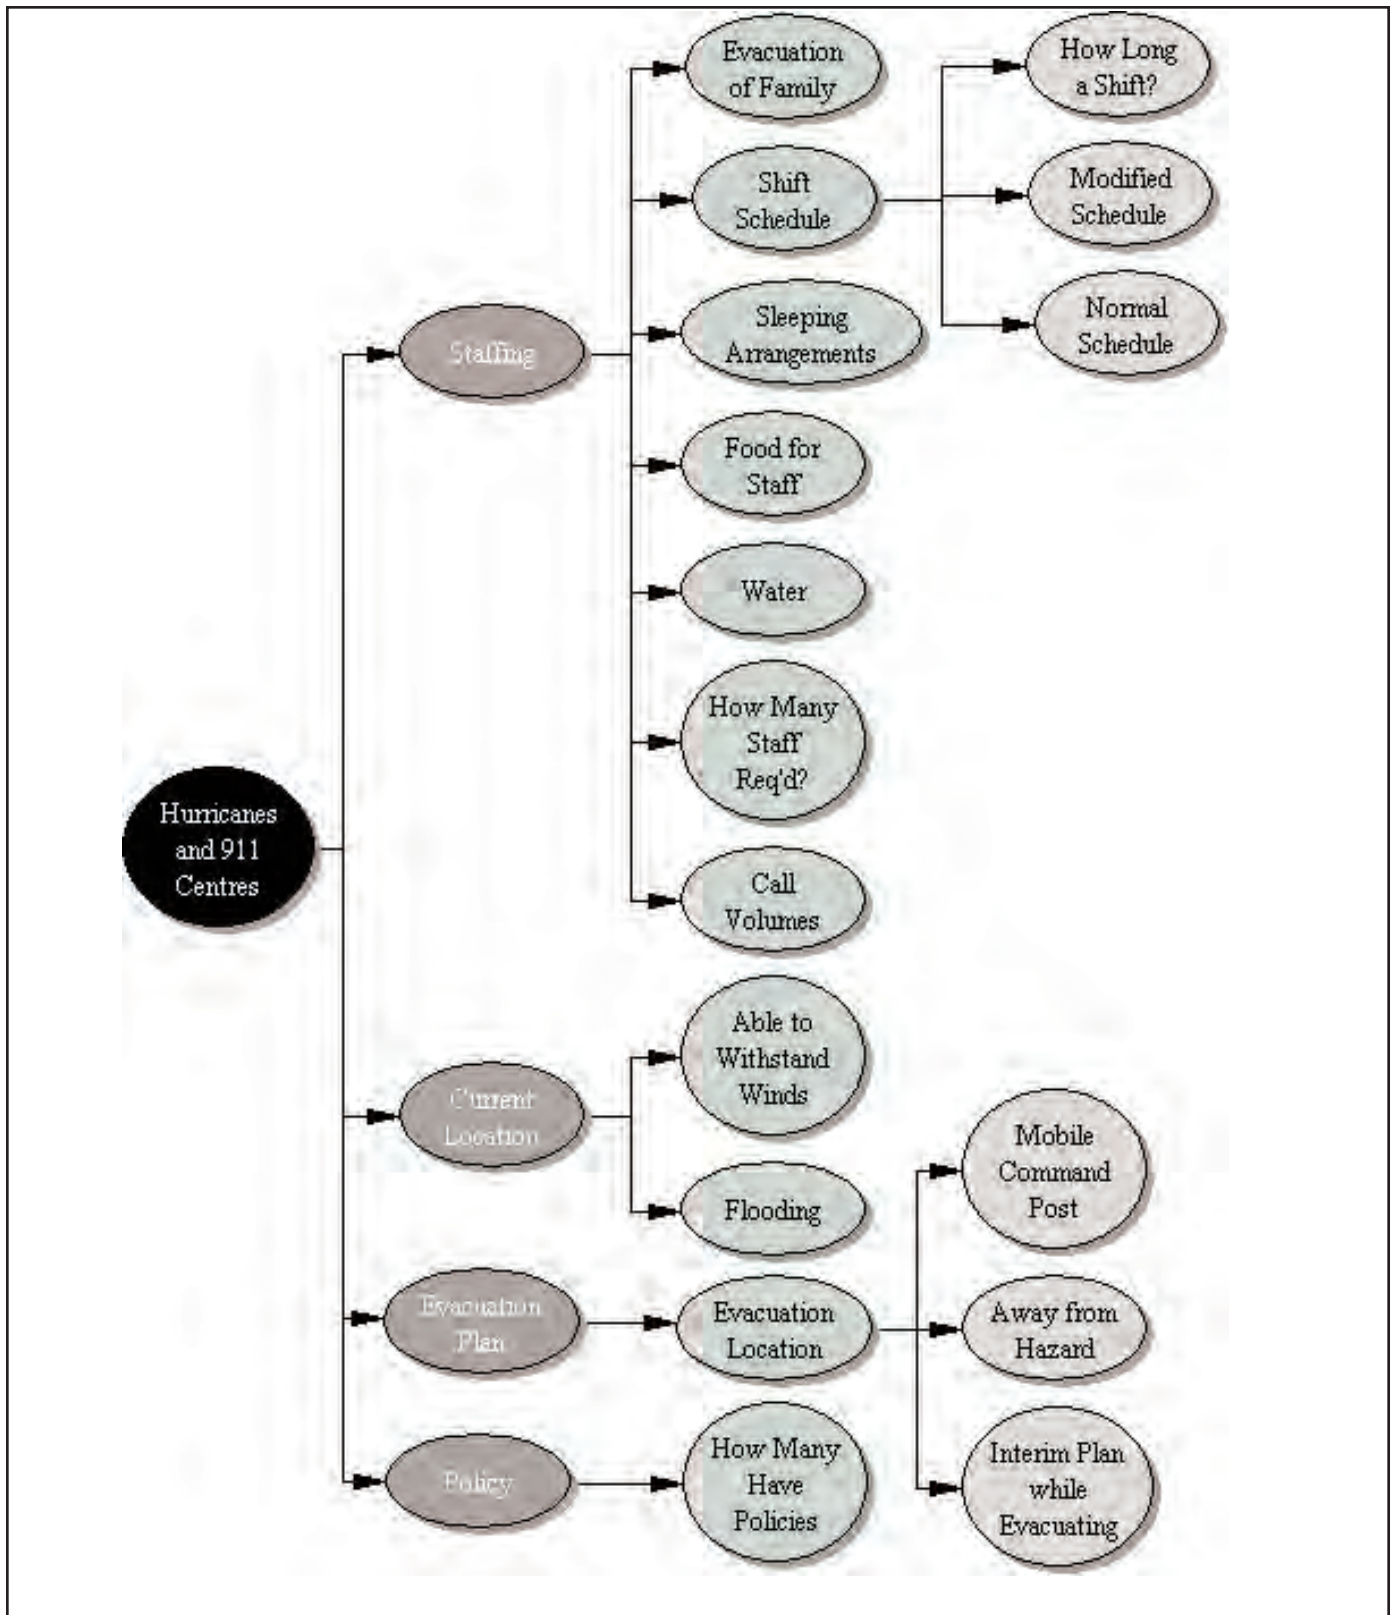 Hurricanes
and 911
Centres
Staffing
Evacuation
of Family
Shift
Schedule
How Long
a Shift?
Modified
Schedule
Normal
Schedule
Sleeping
Arrangements
Food for
Staff
Water
How Many
Staff
Req'd?
Call
Volumes
Current
Location
Able to
Withstand
Winds
Flooding
Evacuation
Plan
Evacuation
Location
Mobile
Command
Post
Away from
Hazard
Interim Plan
while
Evacuating
Policy
How Many
Have
Policies